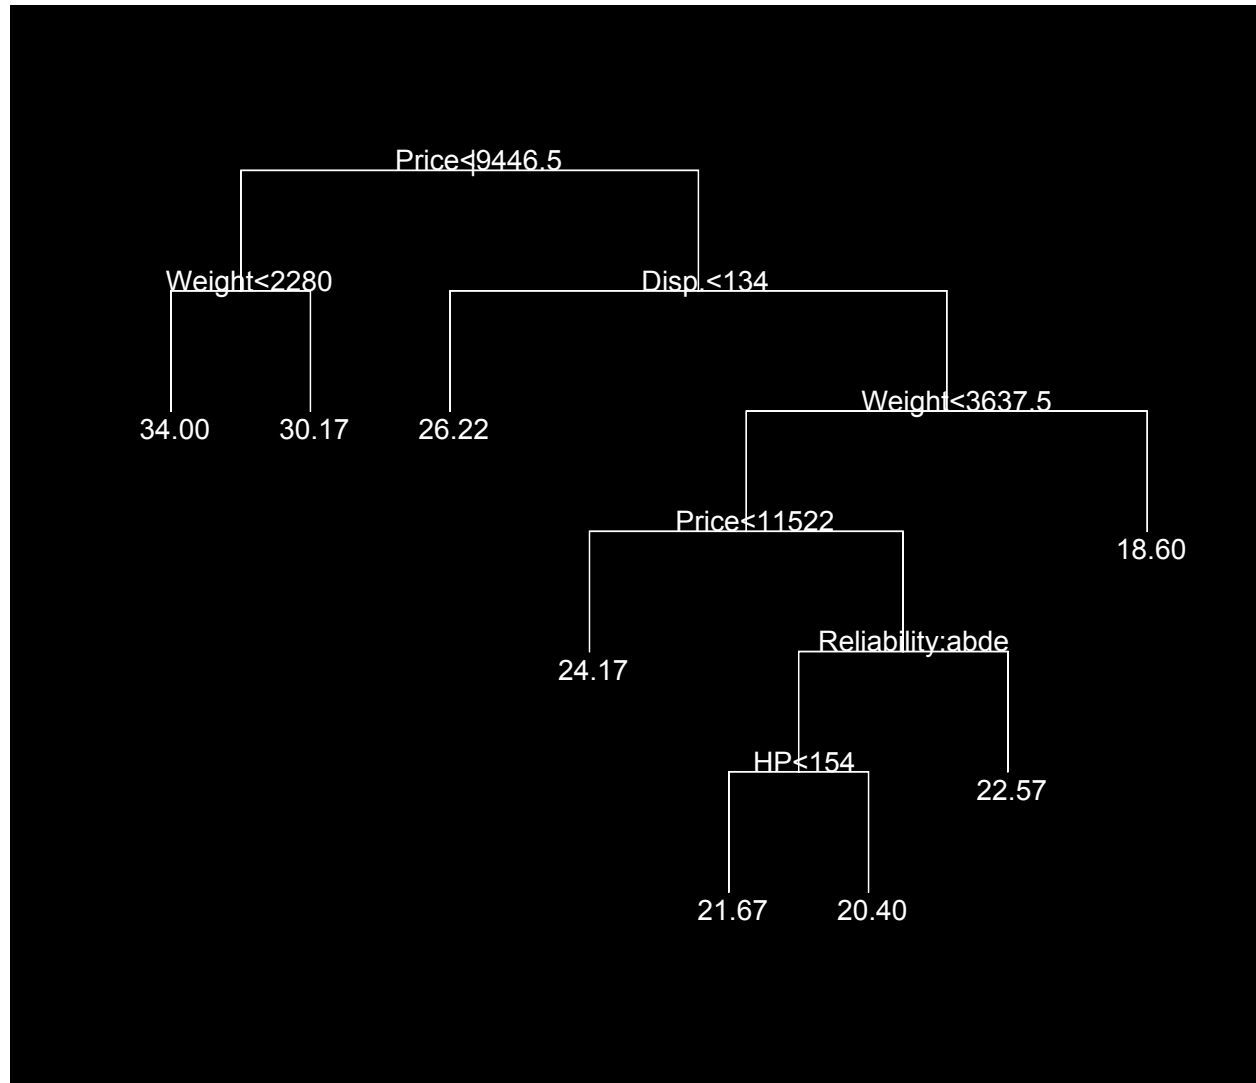 Price<9446.5
Weight<2280
Disp.<134
34.00
30.17
26.22
Weight<3637.5
Price<11522
18.60
24.17
Reliability:abde
HP<154
22.57
21.67
20.40